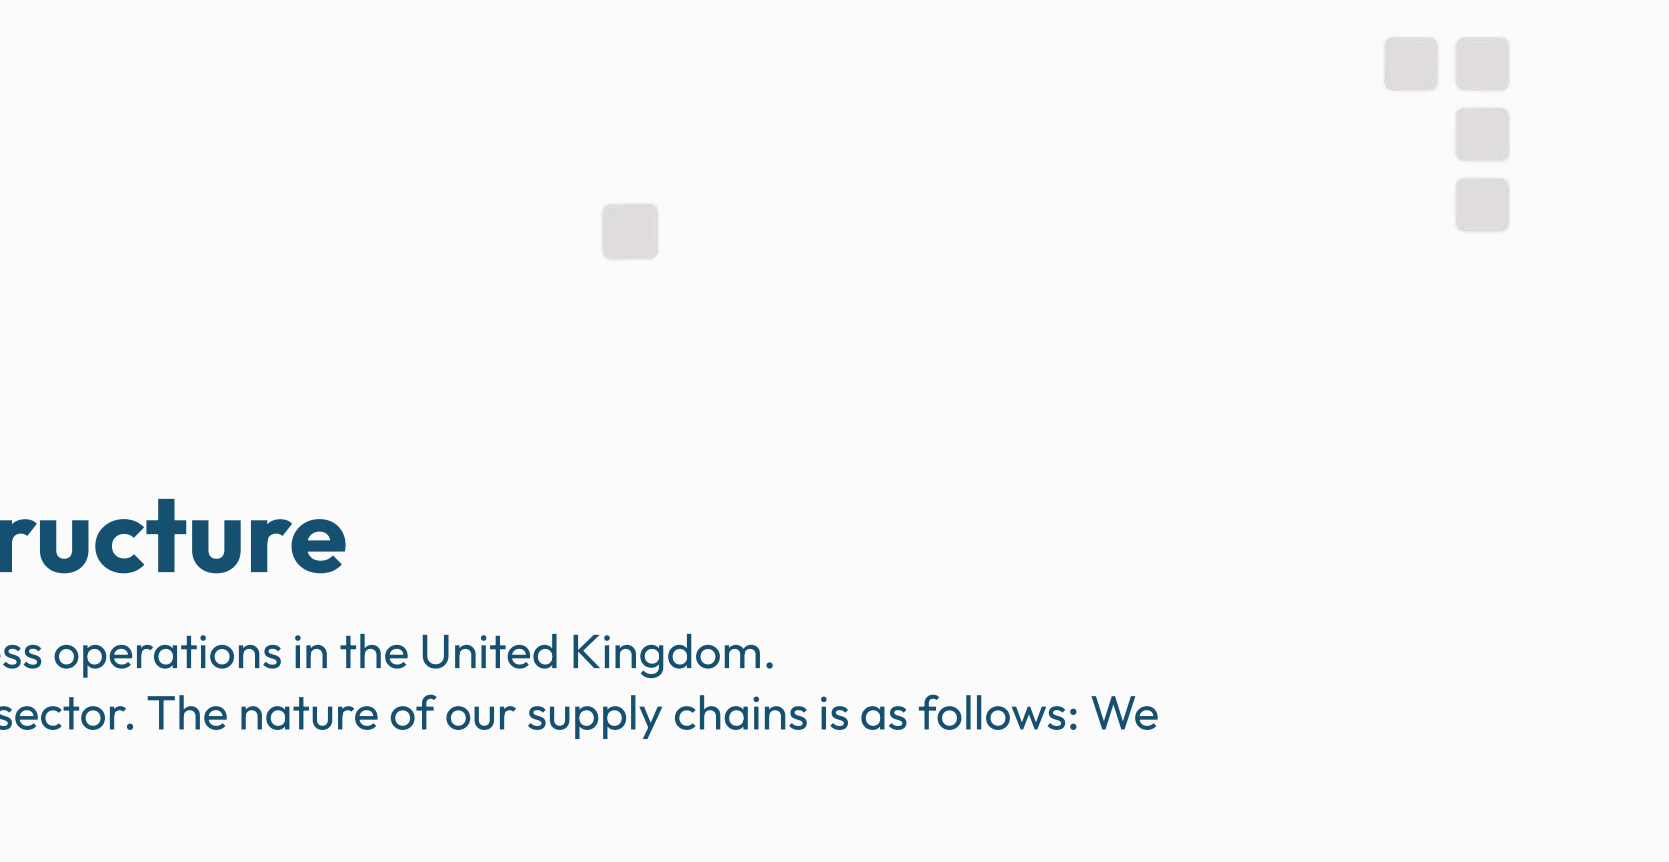 ructure
ss operations in the United Kingdom.
sector. The nature of our supply chains is as follows: We